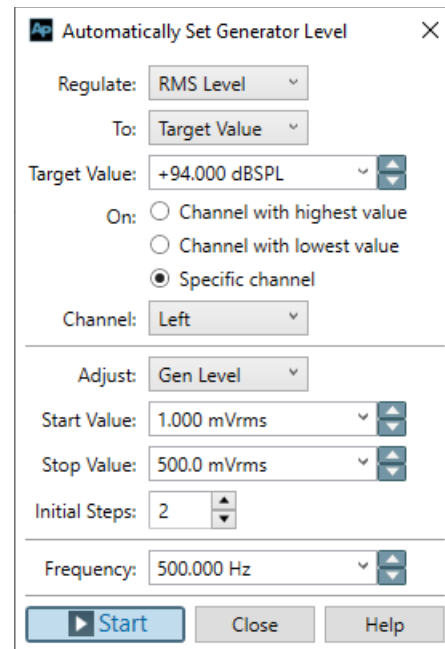 Ap Automatically Set Generator Level
Regulate: RMS Level
To: Target Value
Target Value: +94.000 dBSPL
On: Channel with highest value
Channel with lowest value
Specific channel
Channel: Left
Adjust: Gen Level
Start Value: 1.000 mVrms
Stop Value: 500.0 mVrms
Initial Steps: 2
Frequency: 500.000 Hz
Start Close Help